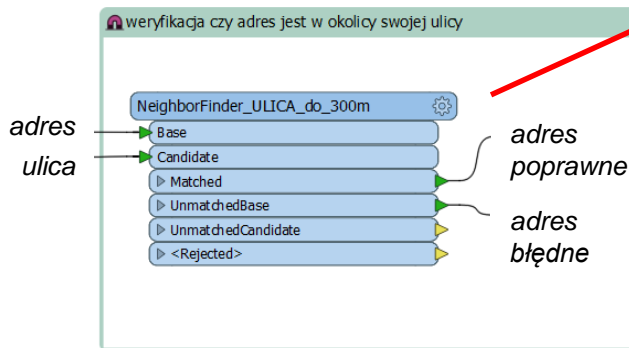 weryfikacja czy adres jest w okolicy swojej ulicy
NeighborFinder_ULICA_do_300m
adres
Base
ulica
Candidate
Matched
adres
poprawne
UnmatchedBase
adres
błędne
UnmatchedCandidate
<Rejected>